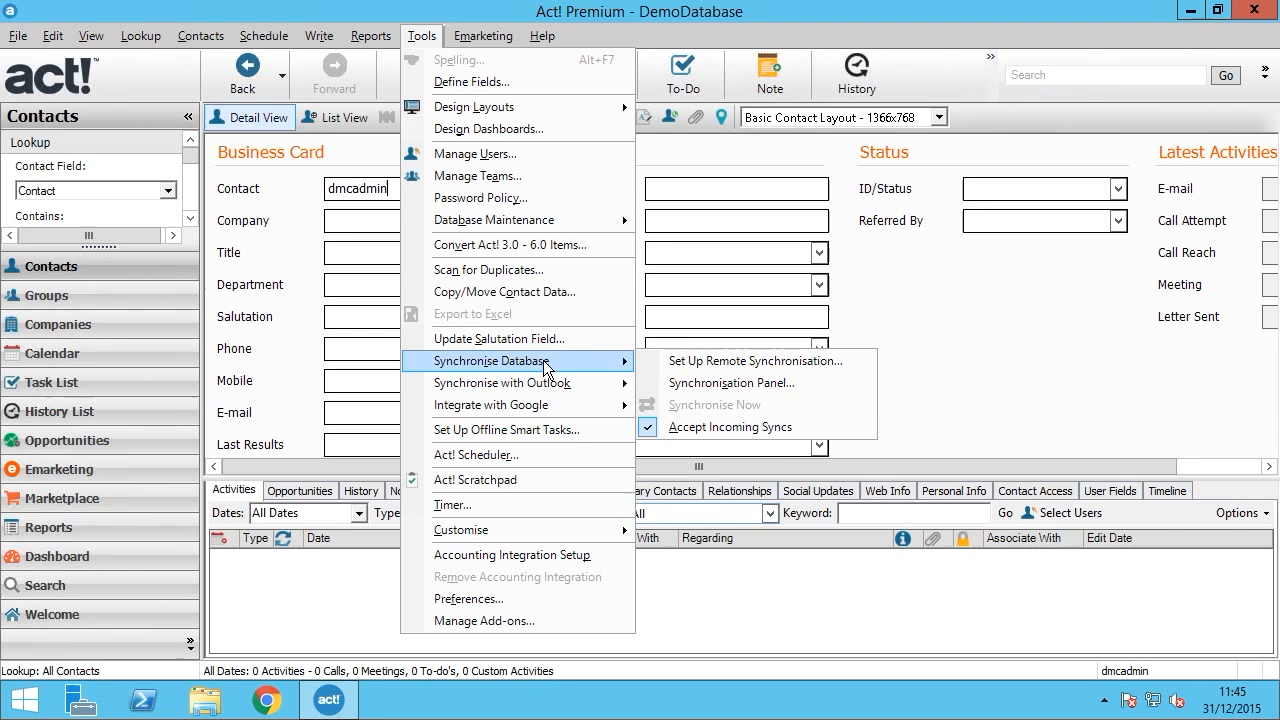 Act! Premium - DemoDatabase
File Edit View Lookup Contacts Schedule Write Reports Tools Emarketing Help
act!
Back
Forward
To-Do
Note
History
Search
Go
Contacts
Detail View
List View
Basic Contact Layout - 1366x768
Lookup
Contact Field:
Contact
Contains:
Contacts
Groups
Companies
Calendar
Task List
History List
Opportunities
Emarketing
Marketplace
Reports
Dashboard
Search
Welcome
Business Card
Contact dmcadmin
Company
Title
Department
Salutation
Phone
Mobile
E-mail
Last Results
Spelling... Alt+F7
Define Fields...
Design Layouts
Design Dashboards...
Manage Users...
Manage Teams...
Password Policy...
Database Maintenance
Convert Act! 3.0 - 6.0 Items...
Scan for Duplicates...
Copy/Move Contact Data...
Export to Excel
Update Salutation Field...
Synchronise Database
Synchronise with Outlook
Integrate with Google
Set Up Offline Smart Tasks...
Act! Scheduler...
Act! Scratchpad
Timer...
Customise
Accounting Integration Setup
Remove Accounting Integration
Preferences...
Manage Add-ons...
Set Up Remote Synchronisation...
Synchronisation Panel...
Synchronise Now
Accept Incoming Syncs
Status
ID/Status
Referred By
Latest Activities
E-mail
Call Attempt
Call Reach
Meeting
Letter Sent
Activities Opportunities History Relationships Social Updates Web Info Personal Info Contact Access User Fields Timeline
Dates: All Dates Keyword: Go Select Users Options
Type Date With Regarding Associate With Edit Date
Lookup: All Contacts
All Dates: 0 Activities - 0 Calls, 0 Meetings, 0 To-do's, 0 Custom Activities
dmcadmin
act!
11:45
31/12/2015